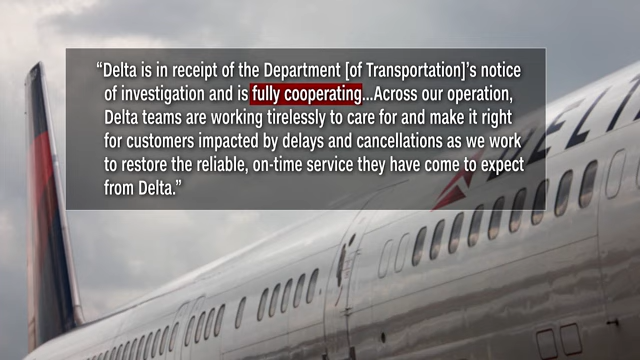 “Delta is in receipt of the Department [of Transportation]’s notice
of investigation and is fully cooperating...Across our operation,
Delta teams are working tirelessly to care for and make it right
for customers impacted by delays and cancellations as we work
to restore the reliable, on-time service they have come to expect
from Delta.”
DELTA